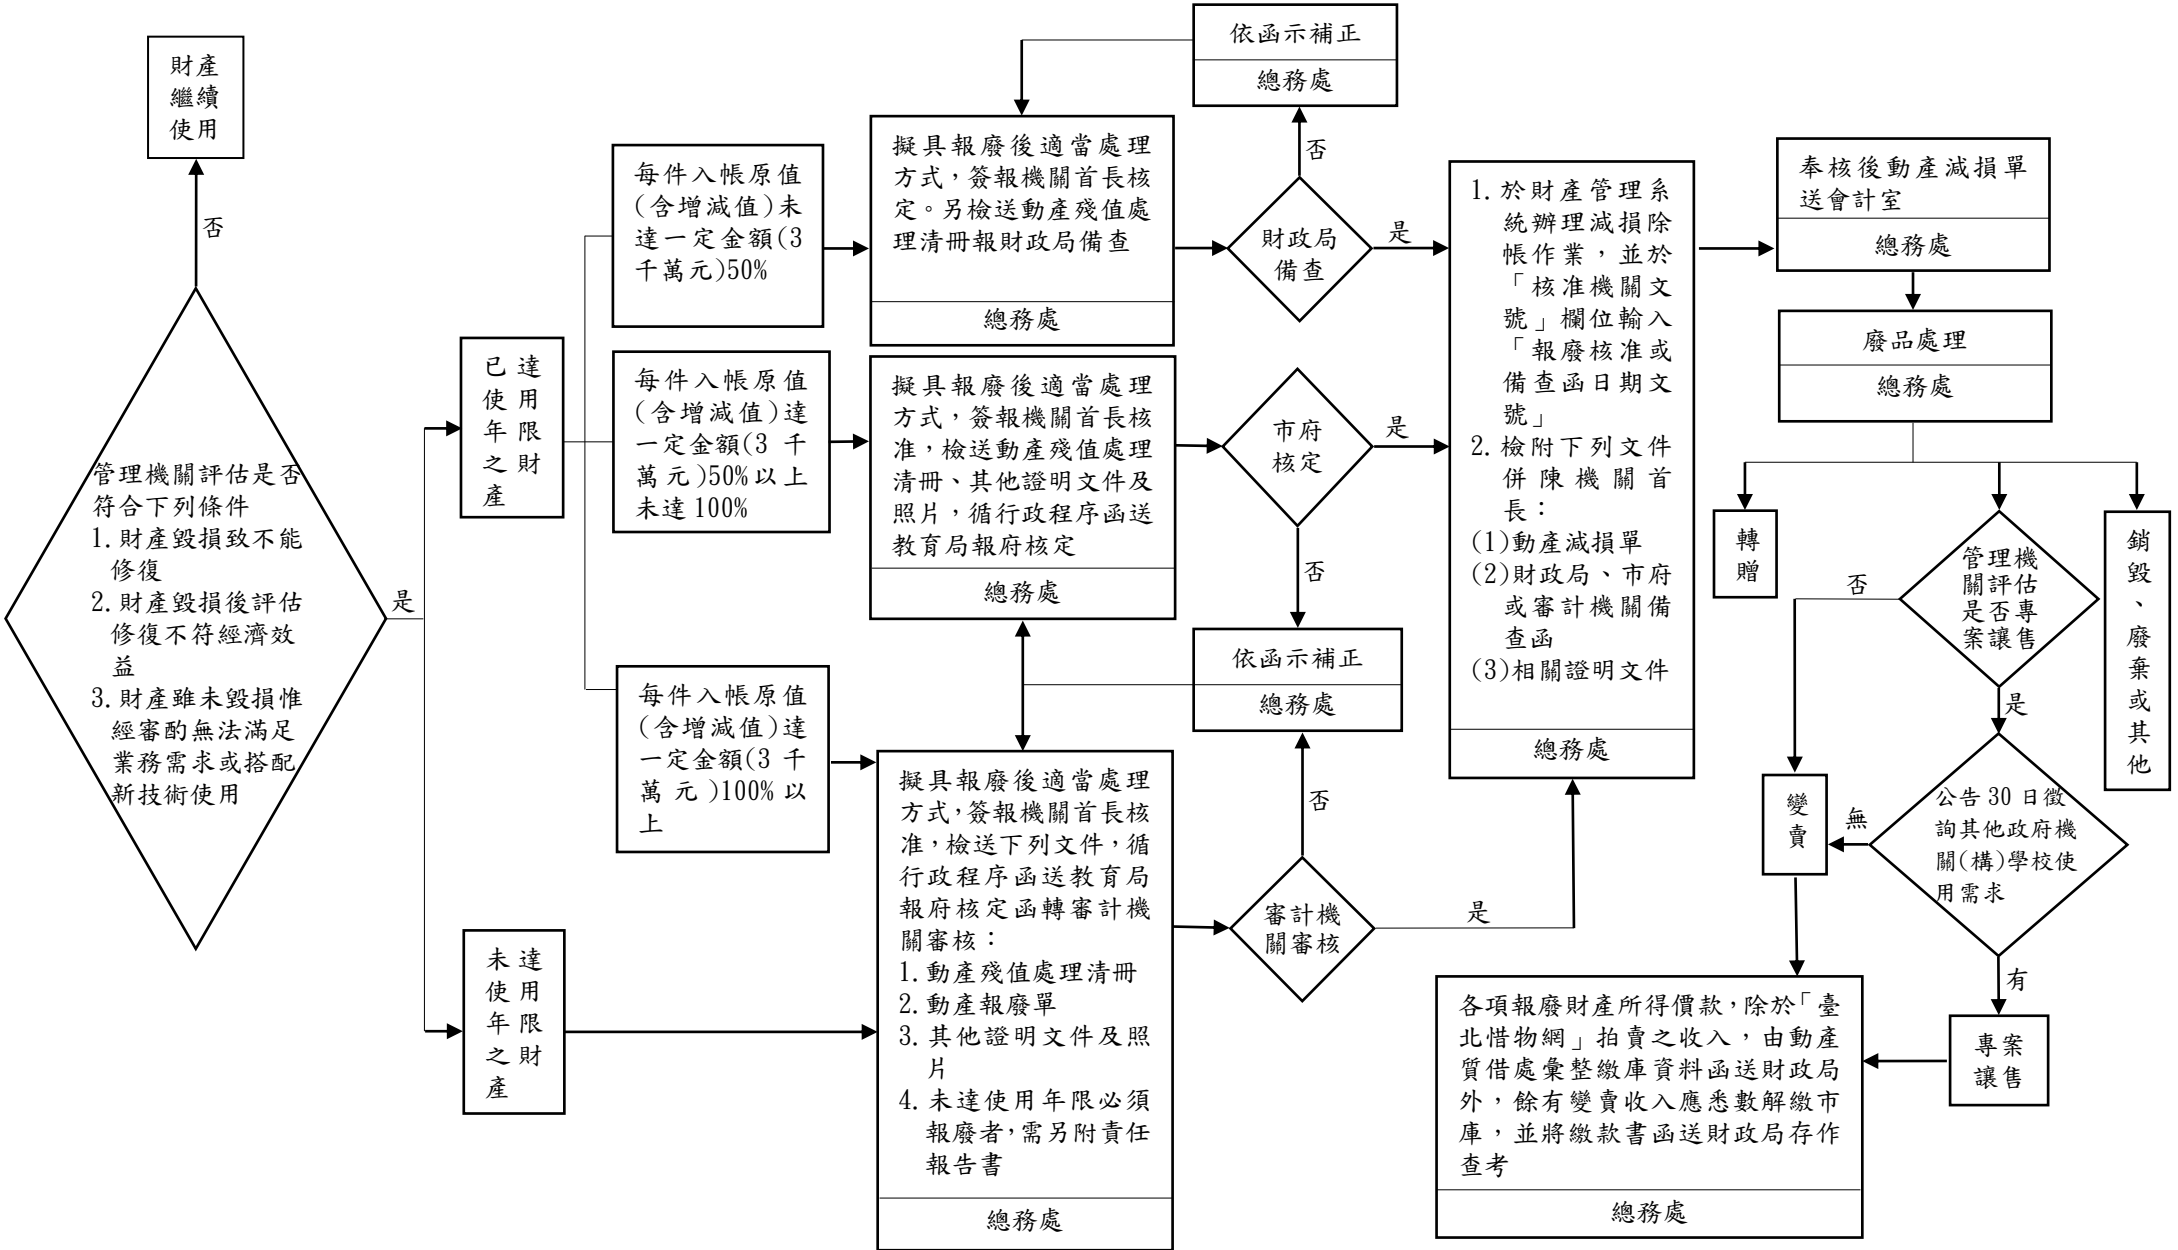 財產
繼續
使用
否
管理機關評估是否
符合下列條件
1.財產毀損致不能
修復
2.財產毀損後評估
修復不符經濟效
益
3.財產雖未毀損惟
經審酌無法滿足
業務需求或搭配
新技術使用
是
已達
使用
年限
之財
產
未達
使用
年限
之財
產
每件入帳原值
(含增減值)未
達一定金額(3
千萬元)50%
每件入帳原值
(含增減值)達
一定金額(3 千
萬元)50%以上
未達100%
每件入帳原值
(含增減值)達
一定金額(3 千
萬元)100%以
上
擬具報廢後適當處理
方式，簽報機關首長核
定。另檢送動產殘值處
理清冊報財政局備查
總務處
擬具報廢後適當處理
方式，簽報機關首長核
准，檢送動產殘值處理
清冊、其他證明文件及
照片，循行政程序函送
教育局報府核定
總務處
擬具報廢後適當處理
方式，簽報機關首長核
准，檢送下列文件，循
行政程序函送教育局
報府核定函轉審計機
關審核：
1.動產殘值處理清冊
2.動產報廢單
3.其他證明文件及照
片
4.未達使用年限必須
報廢者，需另附責任
報告書
總務處
依函示補正
總務處
否
財政局
備查
是
市府
核定
是
否
依函示補正
總務處
否
審計機
關審核
是
1.於財產管理系
統辦理減損除
帳作業，並於
「核准機關文
號」欄位輸入
「報廢核准或
備查函日期文
號」
2.檢附下列文件
併陳機關首
長：
(1)動產減損單
(2)財政局、市府
或審計機關備
查函
(3)相關證明文件
總務處
奉核後動產減損單
送會計室
總務處
廢品處理
總務處
轉
贈
管理機
關評估
是否專
案讓售
否
是
銷
毀
、
廢
棄
或
其
他
變
賣
無
公告30日徵
詢其他政府機
關(構)學校使
用需求
有
專案
讓售
各項報廢財產所得價款，除於「臺
北惜物網」拍賣之收入，由動產
質借處彙整繳庫資料函送財政局
外，餘有變賣收入應悉數解繳市
庫，並將繳款書函送財政局存作
查考
總務處